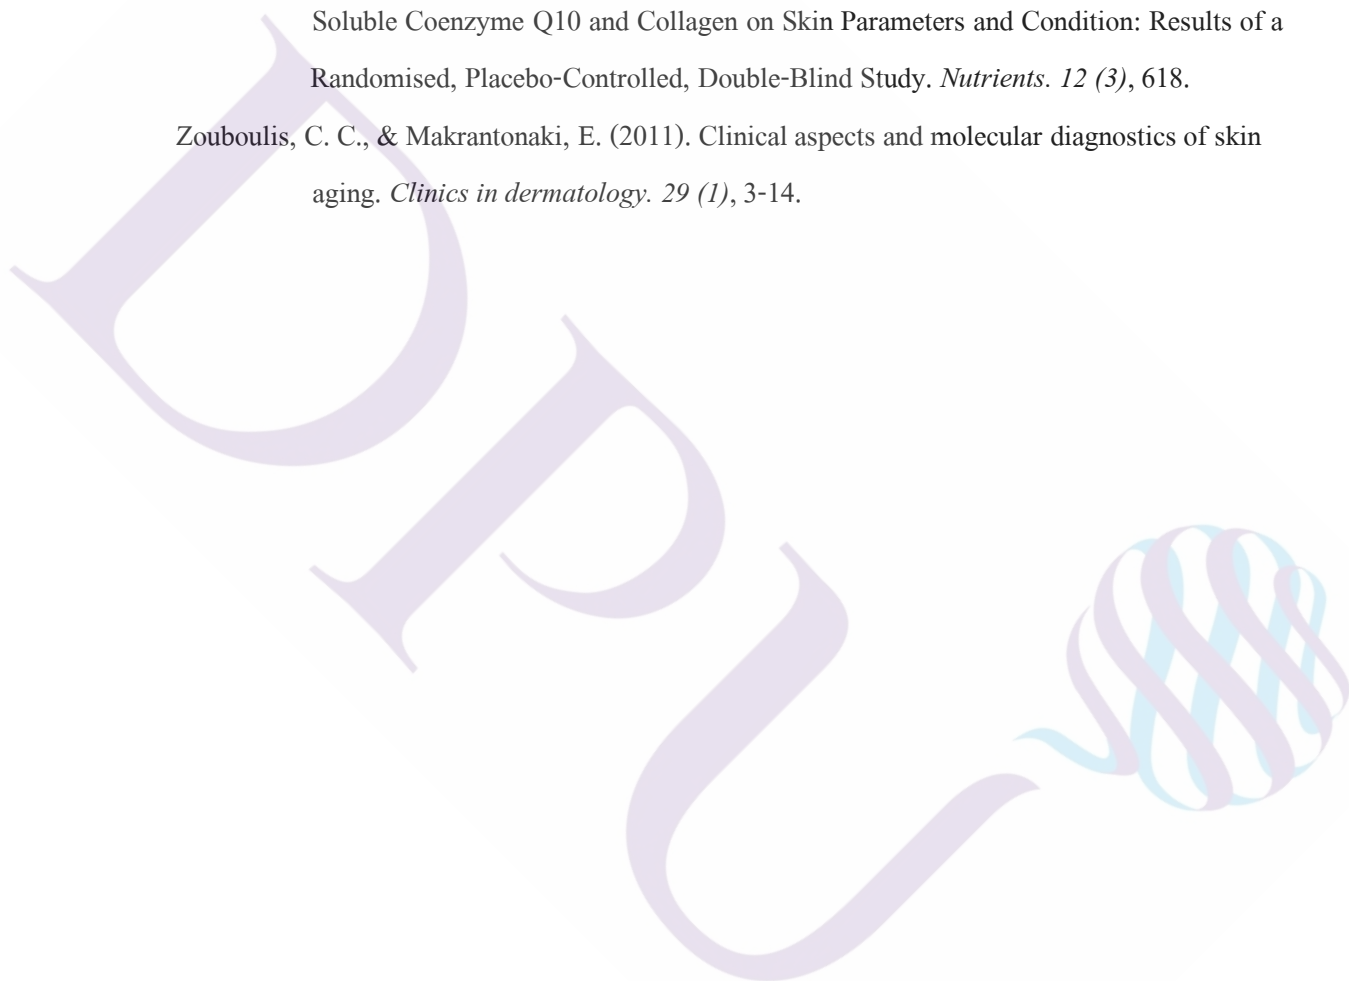 Soluble Coenzyme Q10 and Collagen on Skin Parameters and Condition: Results of a
Randomised, Placebo-Controlled, Double-Blind Study. Nutrients. 12 (3), 618.
Zouboulis, C. C., & Makrantonaki, E. (2011). Clinical aspects and molecular diagnostics of skin
aging. Clinics in dermatology. 29 (1), 3-14.
DPU